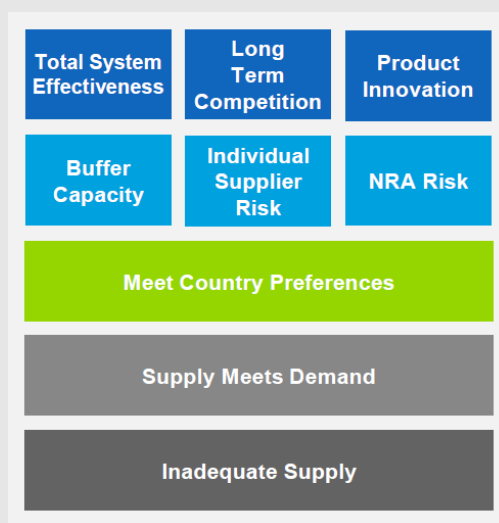 Total System
Effectiveness
Long
Term
Competition
Product
Innovation
Buffer
Capacity
Individual
Supplier
Risk
NRA Risk
Meet Country Preferences
Supply Meets Demand
Inadequate Supply